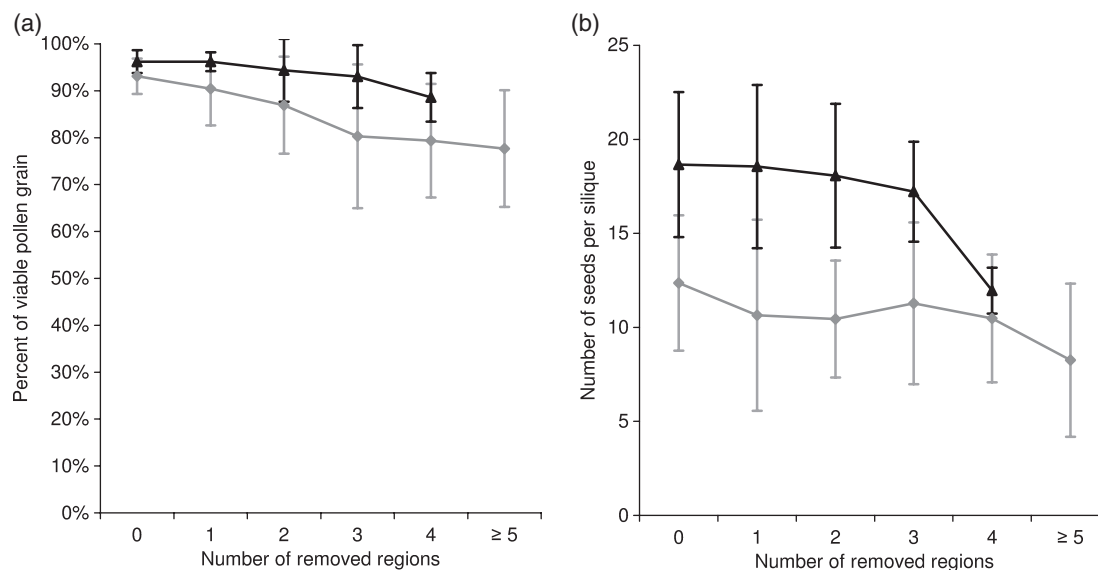 (a)
100%
90%
80%
70%
60%
50%
40%
30%
20%
10%
0%
Percent of viable pollen grain
0 1 2 3 4 ≥ 5
Number of removed regions
(b)
25
20
15
10
5
0
Number of seeds per silique
0 1 2 3 4 ≥ 5
Number of removed regions